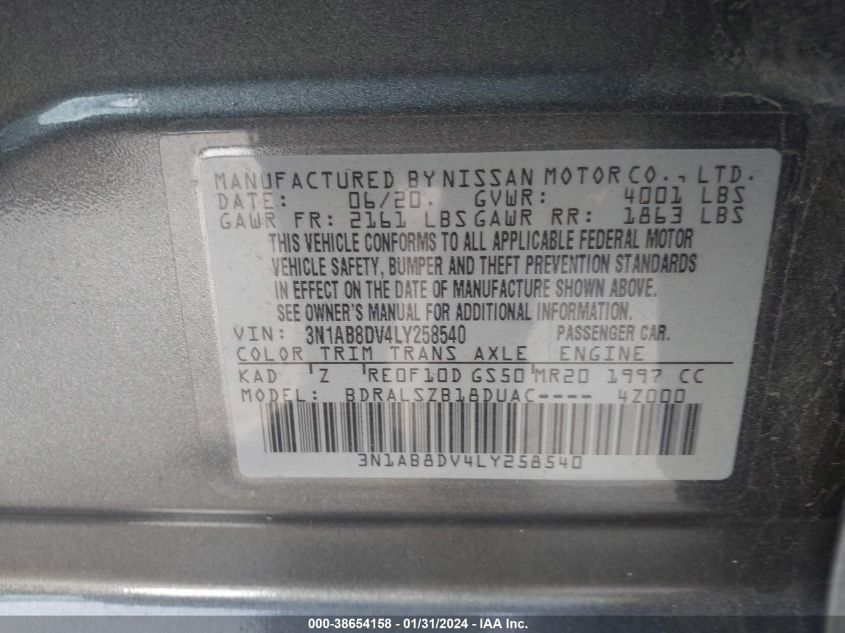 MANUFACTURED BY NISSAN MOTOR CO., LTD.
DATE: 06/20. GVWR: 4001 LBS
GAWR FR: 2161 LBS GAWR RR: 1863 LBS
THIS VEHICLE CONFORMS TO ALL APPLICABLE FEDERAL MOTOR
VEHICLE SAFETY, BUMPER AND THEFT PREVENTION STANDARDS
IN EFFECT ON THE DATE OF MANUFACTURE SHOWN ABOVE.
SEE OWNER'S MANUAL FOR ADDITIONAL INFORMATION.
VIN: 3N1AB8DV4LY258540 PASSENGER CAR.
COLOR TRIM TRANS AXLE ENGINE
KAD Z RE0F10D GS50 MR20 1997 CC
MODEL: BDRALSZB18DUAC---- 4Z000
3N1AB8DV4LY258540
000-38654158 - 01/31/2024 - IAA Inc.